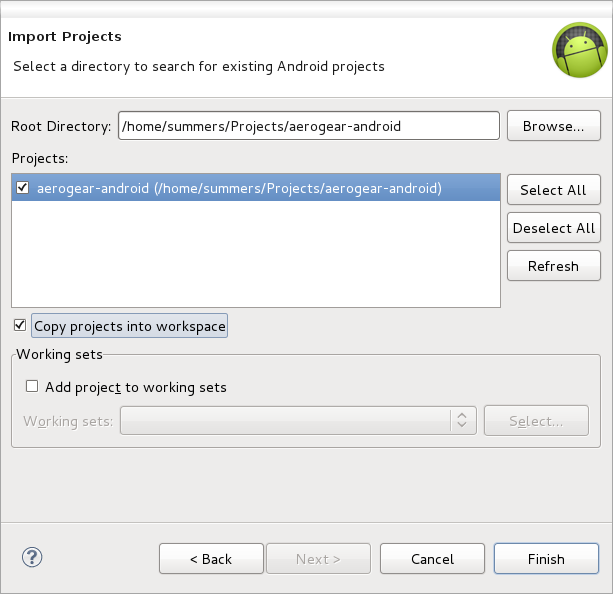 Import Projects
Select a directory to search for existing Android projects
Root Directory: /home/summers/Projects/aerogear-android Browse...
Projects:
aerogear-android (/home/summers/Projects/aerogear-android)
Select All
Deselect All
Refresh
Copy projects into workspace
Working sets
Add project to working sets
Working sets: Select...
? < Back Next > Cancel Finish